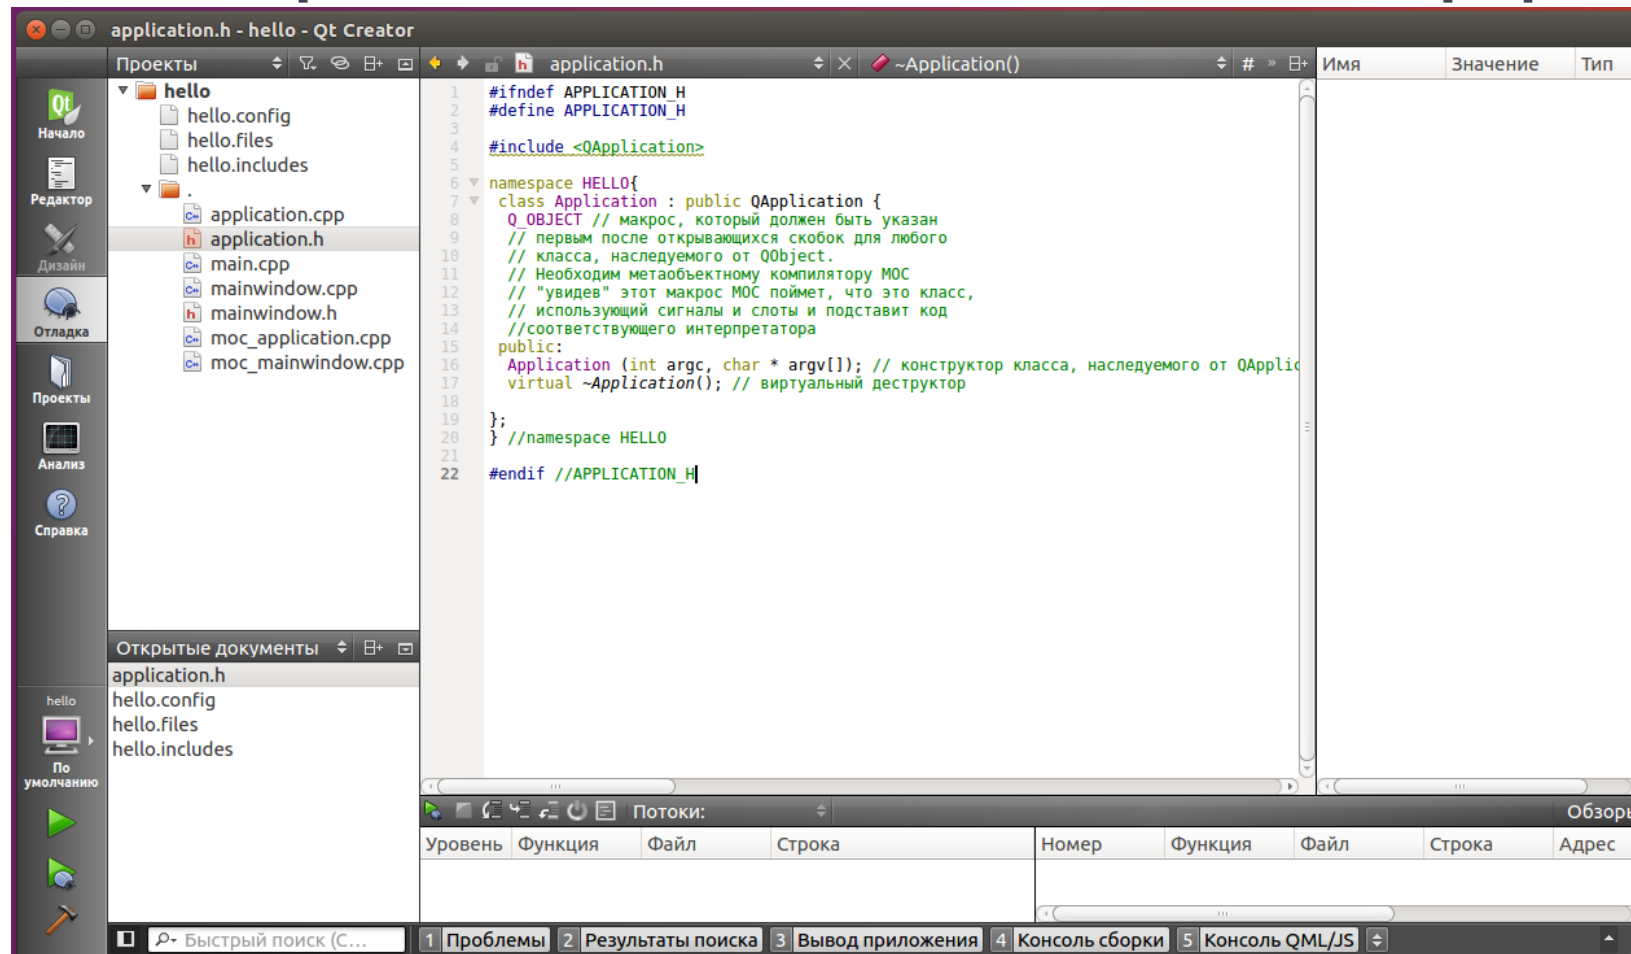 application.h - hello - Qt Creator
Проекты
application.h
~Application()
#
Имя Значение Тип
Начало
Редактор
Дизайн
Отладка
Проекты
Анализ
Справка
hello
По умолчанию
hello
hello.config
hello.files
hello.includes
.
application.cpp
application.h
main.cpp
mainwindow.cpp
mainwindow.h
moc_application.cpp
moc_mainwindow.cpp
Открытые документы
application.h
hello.config
hello.files
hello.includes
1 #ifndef APPLICATION_H
2 #define APPLICATION_H
3
4 #include <QApplication>
5
6 namespace HELLO{
7 class Application : public QApplication {
8 Q_OBJECT // макрос, который должен быть указан
9 // первым после открывающихся скобок для любого
10 // класса, наследуемого от QObject.
11 // Необходим метаобъектному компилятору MOC
12 // "увидев" этот макрос MOC поймет, что это класс,
13 // использующий сигналы и слоты и подставит код
14 //соответствующего интерпретатора
15 public:
16 Application (int argc, char * argv[]); // конструктор класса, наследуемого от QApplic
17 virtual ~Application(); // виртуальный деструктор
18
19 };
20 } //namespace HELLO
21
22 #endif //APPLICATION_H
Потоки:
Обзоры
Уровень Функция Файл Строка
Номер Функция Файл Строка Адрес
Быстрый поиск (С...
1 Проблемы 2 Результаты поиска 3 Вывод приложения 4 Консоль сборки 5 Консоль QML/JS